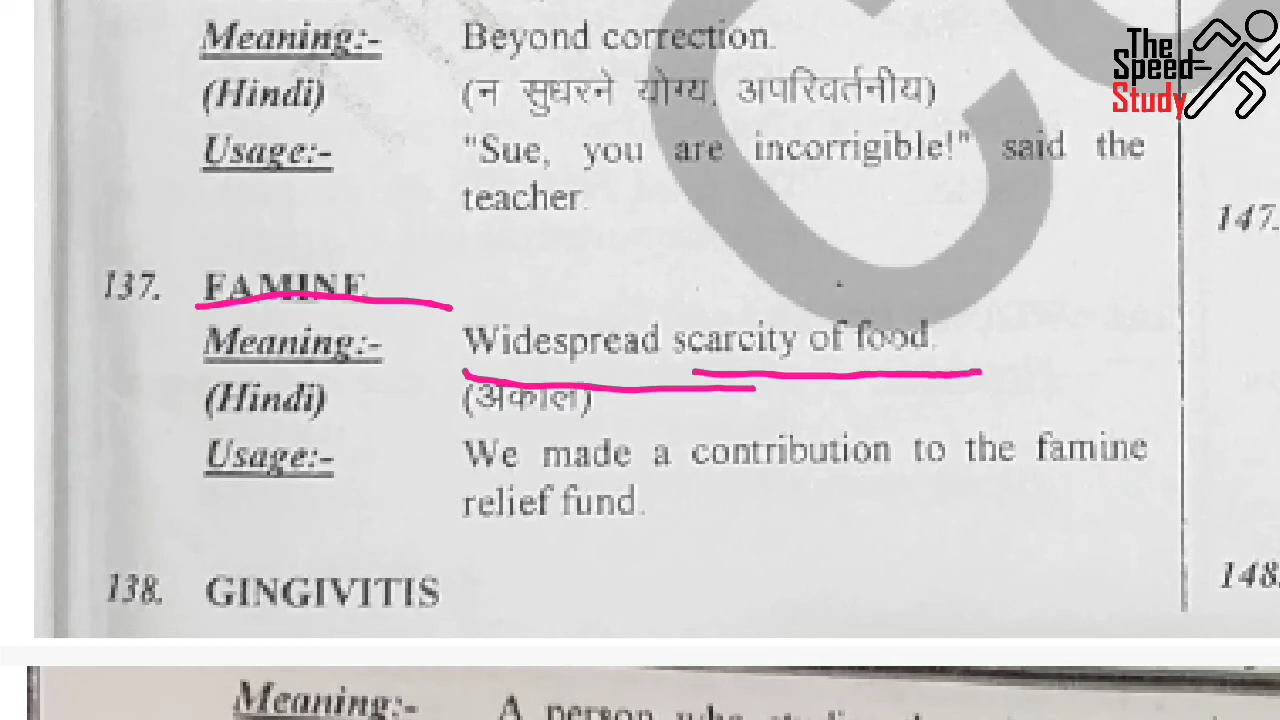 Meaning:- Beyond correction.
(Hindi) (न सुधरने योग्य, अपरिवर्तनीय)
Usage:- "Sue, you are incorrigible!" said the
teacher.
137. FAMINE
Meaning:- Widespread scarcity of food.
(Hindi) (अकाल)
Usage:- We made a contribution to the famine
relief fund.
138. GINGIVITIS
Meaning:- A person who
147.
148.
The
Speed
Study